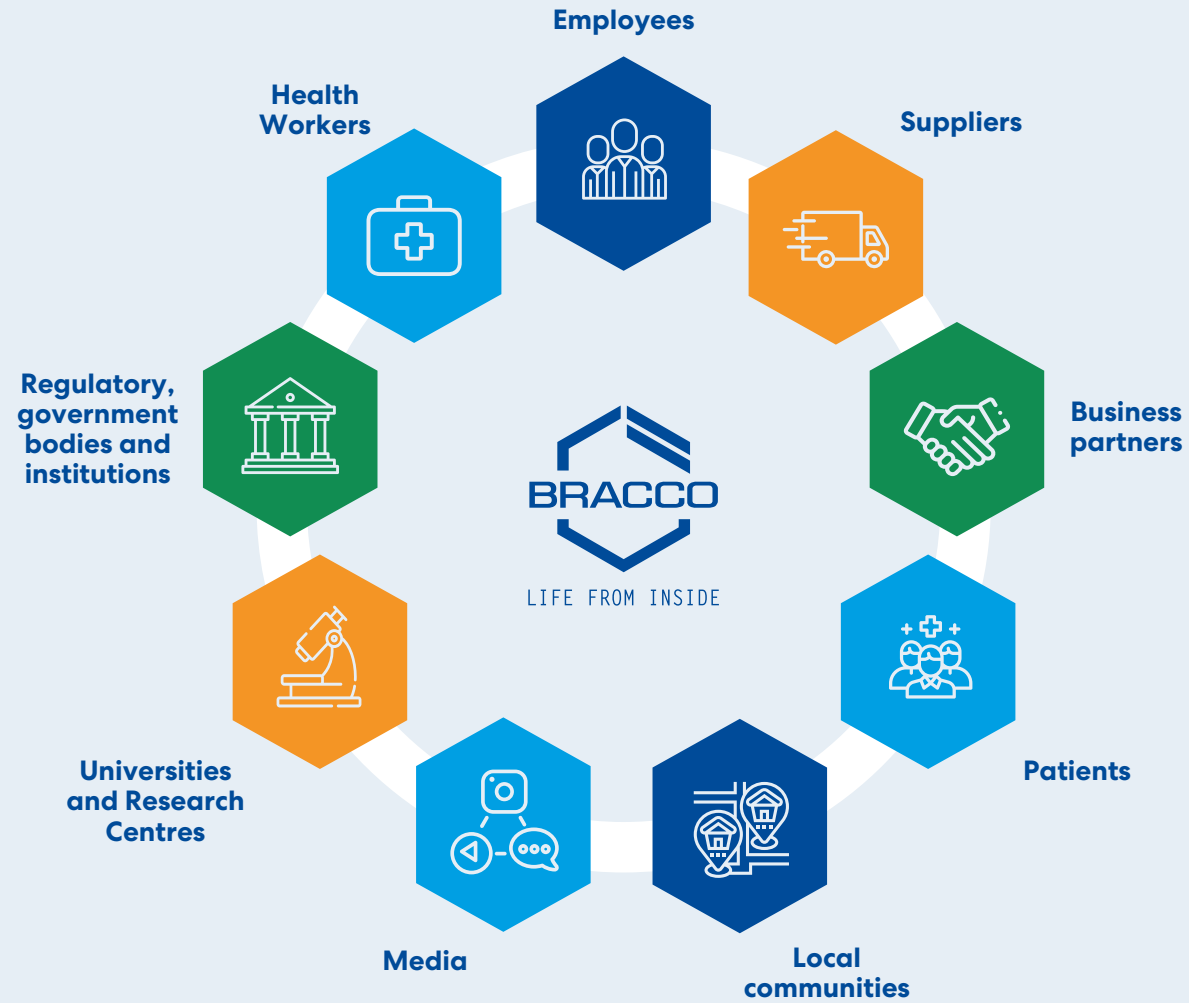 Employees
Health
Workers
Suppliers
Regulatory,
government
bodies and
institutions
Business
partners
BRACCO
LIFE FROM INSIDE
Universities
and Research
Centres
Patients
Media
Local
communities